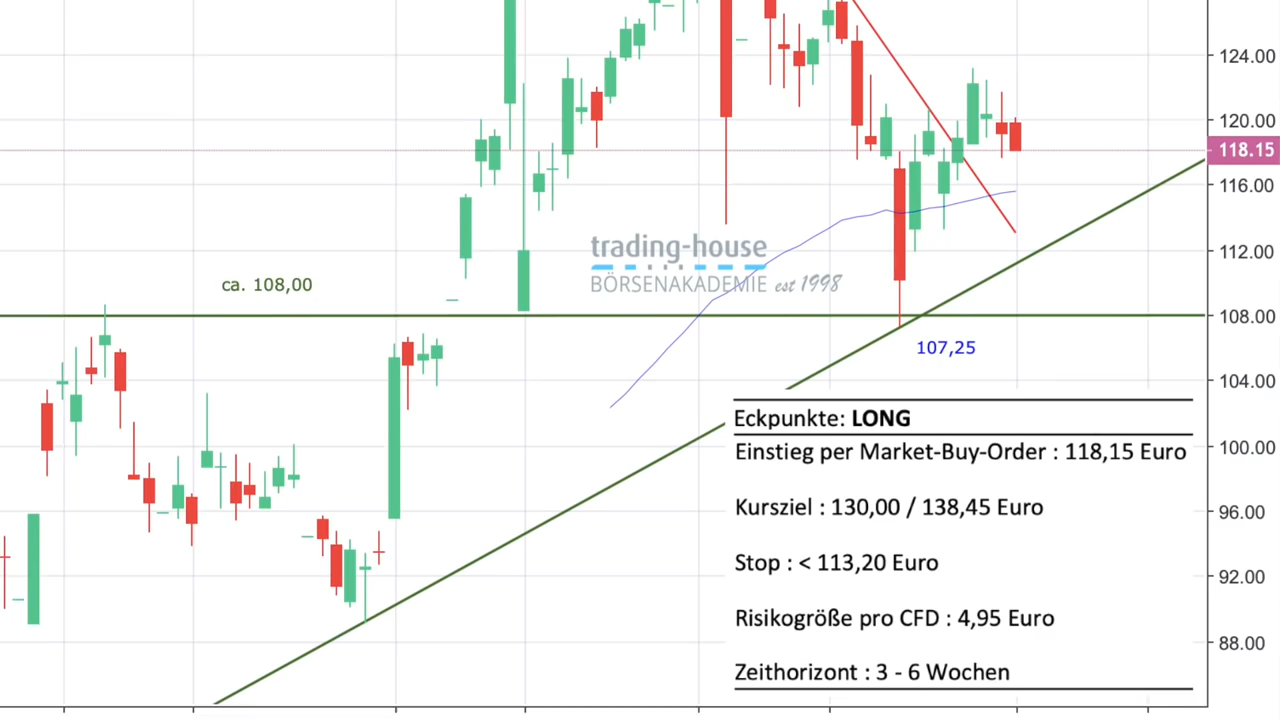 124.00
120.00
118.15
116.00
trading-house
112.00
BÖRSENAKADEMIE est 1998
ca. 108,00
108.00
107,25
104.00
Eckpunkte: LONG
100.00
Einstieg per Market-Buy-Order : 118,15 Euro
Kursziel : 130,00 / 138,45 Euro
96.00
Stop : < 113,20 Euro
92.00
Risikogröße pro CFD : 4,95 Euro
88.00
Zeithorizont : 3 - 6 Wochen